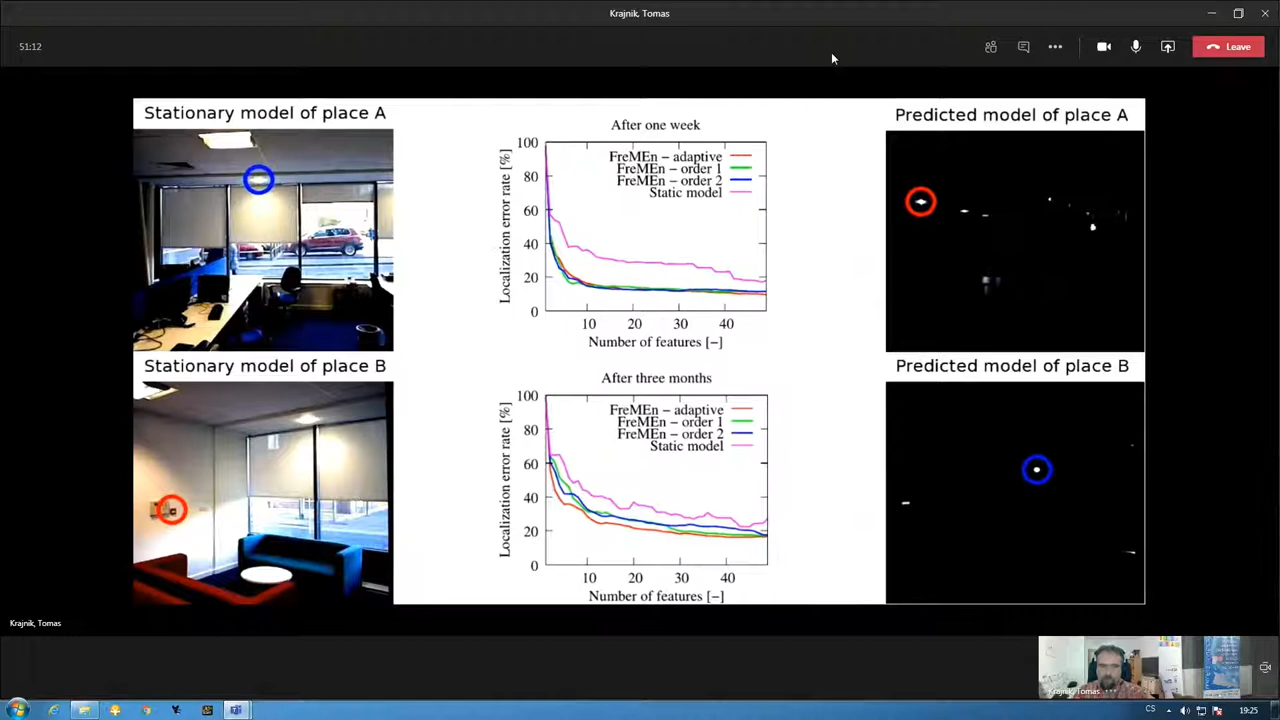 Krajnik, Tomas
51:12
Leave
Stationary model of place A
After one week
Localization error rate [%]
100
80
60
40
20
0
FreMEn - adaptive
FreMEn - order 1
FreMEn - order 2
Static model
10 20 30 40
Number of features [-]
Predicted model of place A
Stationary model of place B
After three months
Localization error rate [%]
100
80
60
40
20
0
FreMEn - adaptive
FreMEn - order 1
FreMEn - order 2
Static model
10 20 30 40
Number of features [-]
Predicted model of place B
Krajnik, Tomas
Krajnik, Tomas
CS
19:25